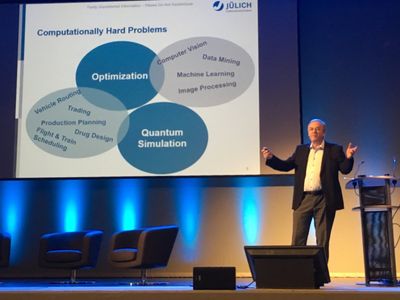 JÜLICH
Computationally Hard Problems
Computer Vision
Data Mining
Optimization
Machine Learning
Image Processing
Vehicle Routing
Trading
Production Planning
Drug Design
Flight & Train
Scheduling
Quantum
Simulation